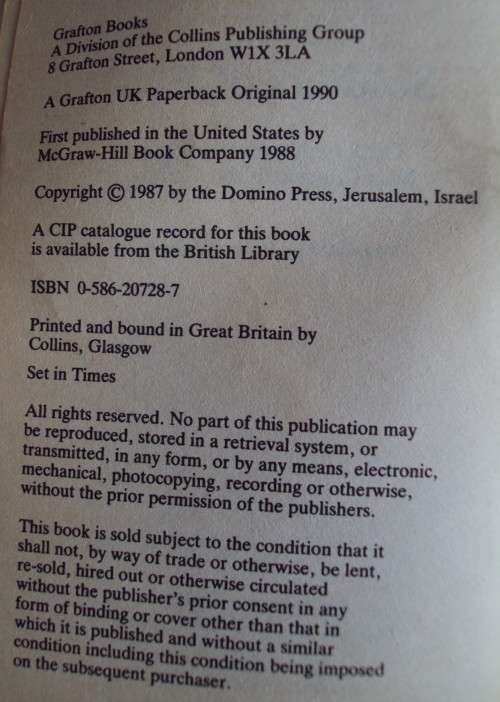 Grafton Books
A Division of the Collins Publishing Group
8 Grafton Street, London W1X 3LA
A Grafton UK Paperback Original 1990
First published in the United States by
McGraw-Hill Book Company 1988
Copyright © 1987 by the Domino Press, Jerusalem, Israel
A CIP catalogue record for this book
is available from the British Library
ISBN 0-586-20728-7
Printed and bound in Great Britain by
Collins, Glasgow
Set in Times
All rights reserved. No part of this publication may
be reproduced, stored in a retrieval system, or
transmitted, in any form, or by any means, electronic,
mechanical, photocopying, recording or otherwise,
without the prior permission of the publishers.
This book is sold subject to the condition that it
shall not, by way of trade or otherwise, be lent,
re-sold, hired out or otherwise circulated
without the publisher's prior consent in any
form of binding or cover other than that in
which it is published and without a similar
condition including this condition being imposed
on the subsequent purchaser.